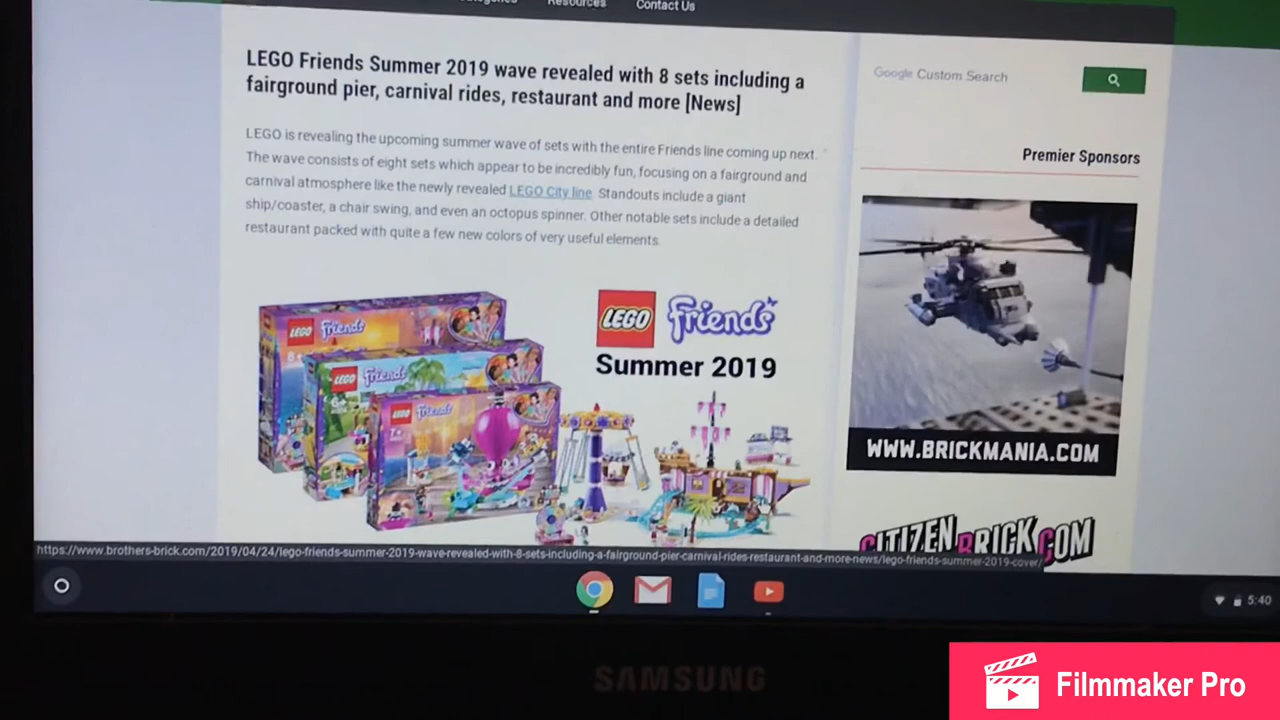 Resources
Contact Us
LEGO Friends Summer 2019 wave revealed with 8 sets including a
fairground pier, carnival rides, restaurant and more [News]
LEGO is revealing the upcoming summer wave of sets with the entire Friends line coming up next.
The wave consists of eight sets which appear to be incredibly fun, focusing on a fairground and
carnival atmosphere like the newly revealed LEGO City line. Standouts include a giant
ship/coaster, a chair swing, and even an octopus spinner. Other notable sets include a detailed
restaurant packed with quite a few new colors of very useful elements.
Google Custom Search
Premier Sponsors
WWW.BRICKMANIA.COM
CITIZEN BRICK.COM
LEGO Friends
8+
LEGO Friends
6+
LEGO Friends
7+
LEGO Friends
Summer 2019
https://www.brothers-brick.com/2019/04/24/lego-friends-summer-2019-wave-revealed-with-8-sets-including-a-fairground-pier-carnival-rides-restaurant-and-more-news/lego-friends-summer-2019-cover/
5:40
SAMSUNG
Filmmaker Pro